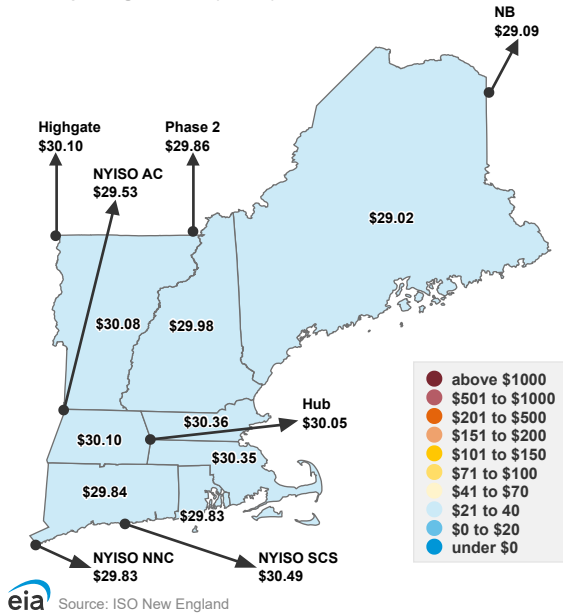 NB
$29.09
Highgate
$30.10
Phase 2
$29.86
NYISO AC
$29.53
$29.02
$30.08
$29.98
$30.36
Hub
$30.05
$30.10
$30.35
$29.84
$29.83
NYISO NNC
$29.83
NYISO SCS
$30.49
above $1000
$501 to $1000
$201 to $500
$151 to $200
$101 to $150
$71 to $100
$41 to $70
$21 to 40
$0 to $20
under $0
eia Source: ISO New England